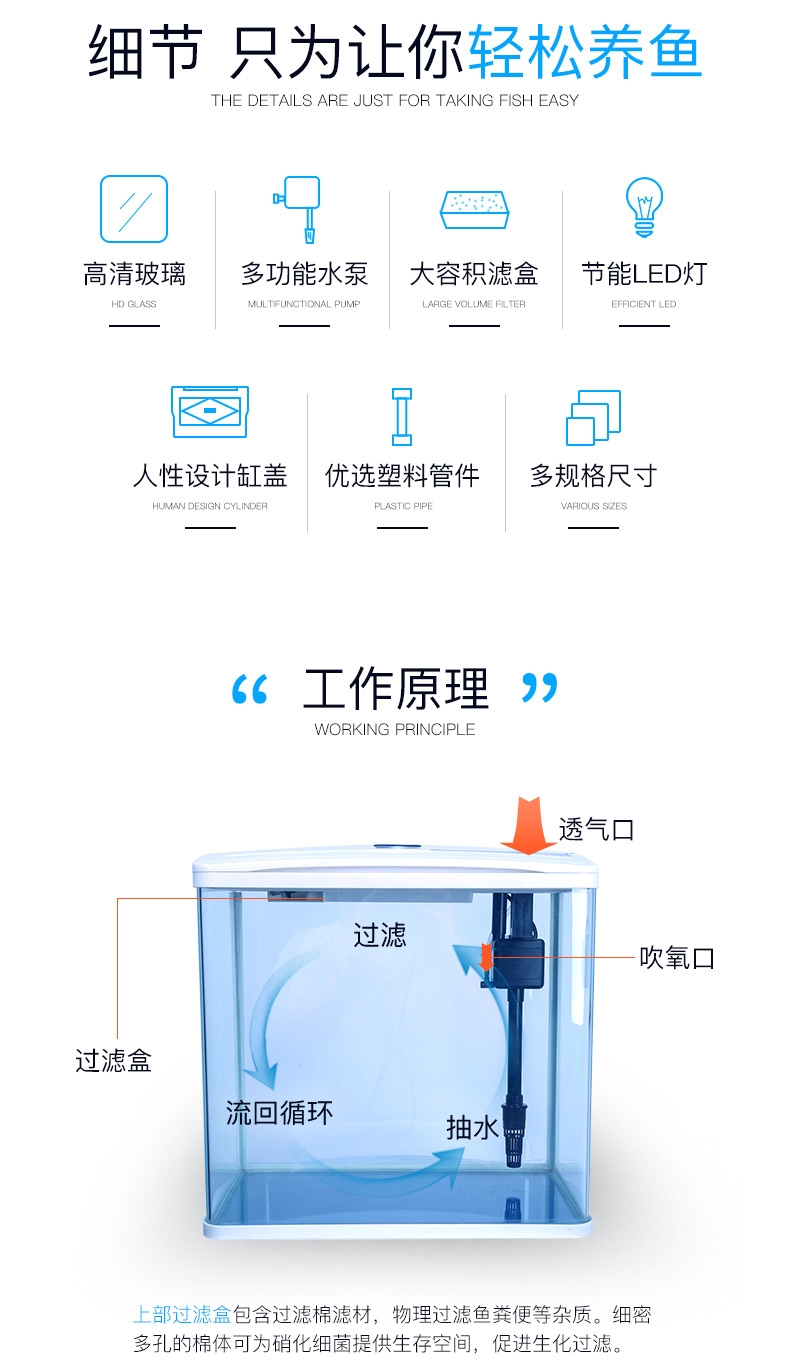 细节 只为让你轻松养鱼
THE DETAILS ARE JUST FOR TAKING FISH EASY
高清玻璃
HD GLASS
多功能水泵
MULTIFUNCTIONAL PUMP
大容积滤盒
LARGE VOLUME FILTER
节能LED灯
EFFICIENT LED
人性设计缸盖
HUMAN DESIGN CYLINDER
优选塑料管件
PLASTIC PIPE
多规格尺寸
VARIOUS SIZES
“ 工作原理 ”
WORKING PRINCIPLE
透气口
过滤
吹氧口
过滤盒
流回循环
抽水
上部过滤盒包含过滤棉滤材，物理过滤鱼粪便等杂质。细密
多孔的棉体可为硝化细菌提供生存空间，促进生化过滤。